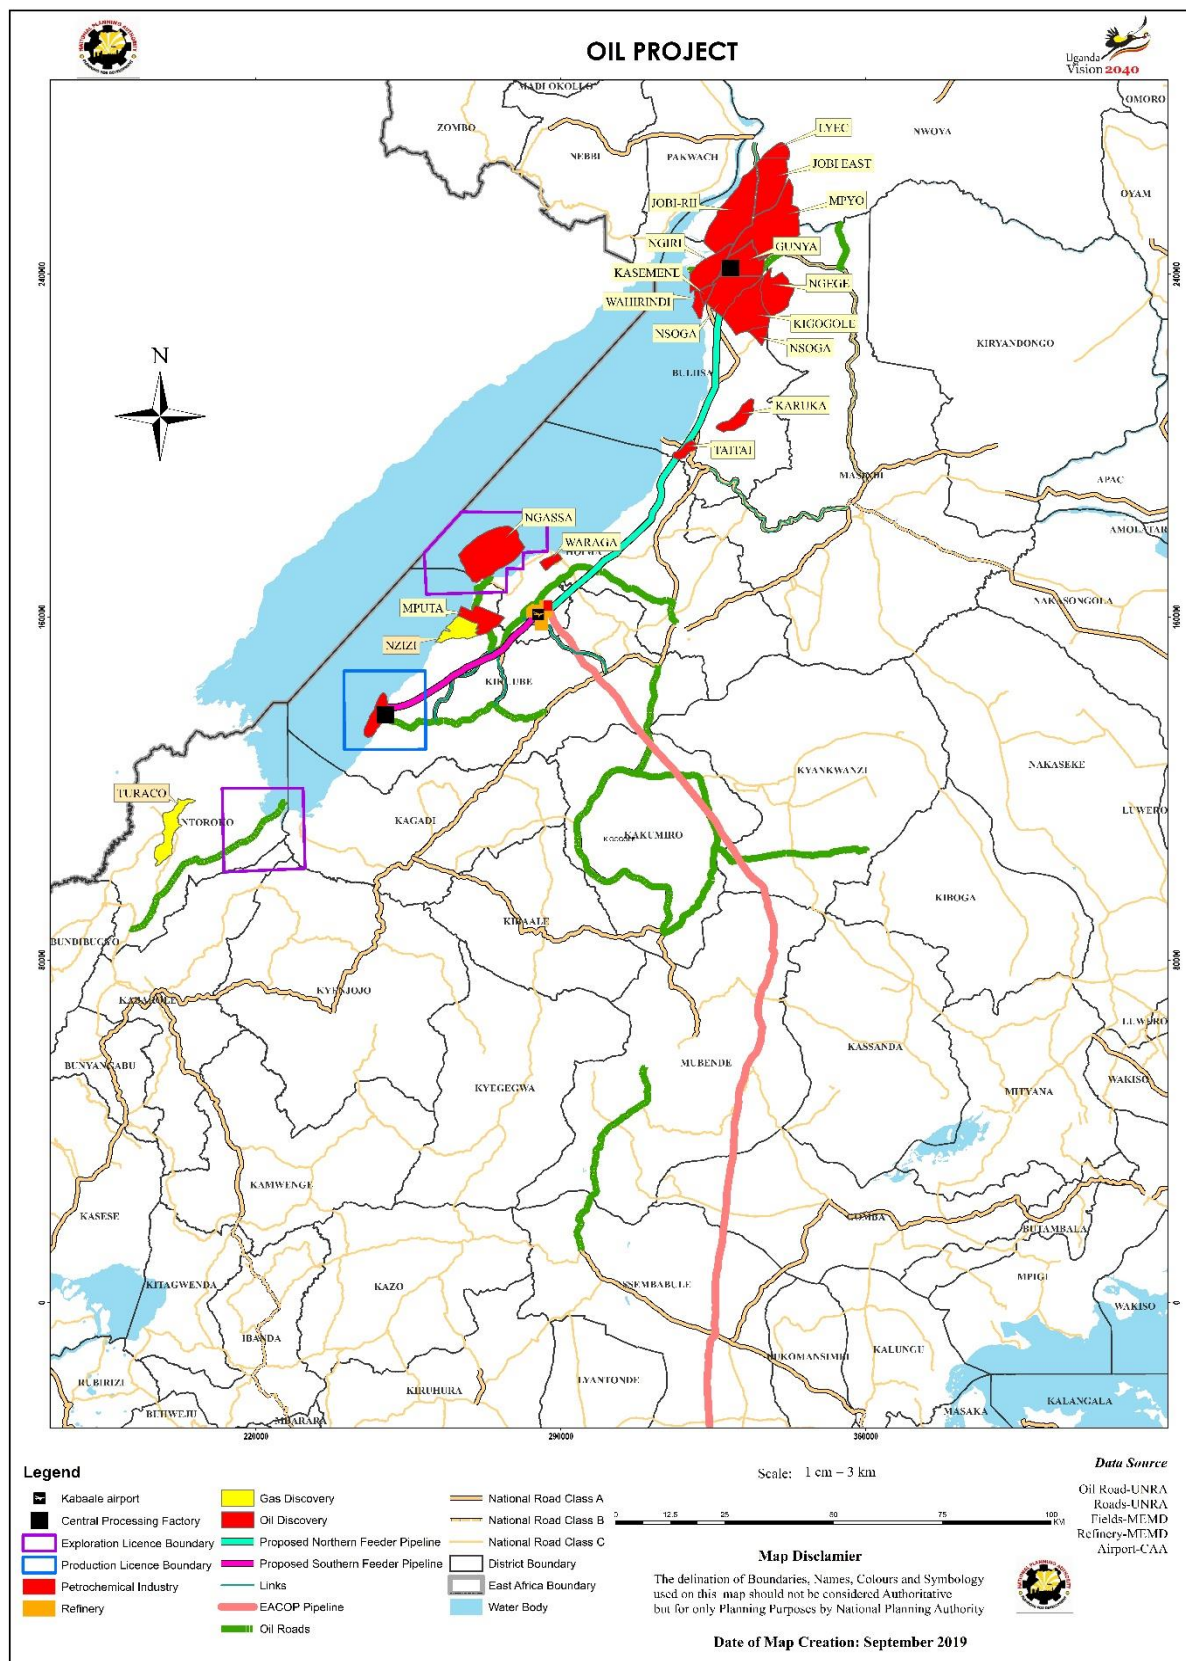 OIL PROJECT
Uganda
Vision 2040
MADI OKOLLO
OMORO
ZOMBO
LYEC
NWOYA
NEBBI
PAKWACH
JOBI EAST
OYAM
JOBI-RII
MPYO
NGIRI
GUNYA
KASEMENE
NGEGE
240000
240000
WAHIRINDI
KIGOGOLE
NSOGA
NSOGA
KIRYANDONGO
N
BULIISA
KARUKA
TAITAI
MASINDI
APAC
NGASSA
AMOLATAR
WARAGA
HOIMA
MPUTA
NAKASONGOLA
160000
160000
NZIZI
KIKUUBE
TURACO
KYANKWANZI
NAKASEKE
NTOROKO
KAGADI
KAKUMIRO
LUWERO
KIBOGA
KIBAALE
BUNDIBUGYO
80000
80000
KABAROLE
KYENJOJO
LUWERO
BUNYANGABU
MUBENDE
KASSANDA
WAKISO
KYEGEGWA
MITYANA
KAMWENGE
KASESE
GOMBA
BUTAMBALA
KITAGWENDA
KAZO
SSEMBABULE
MPIGI
0
0
WAKISO
IBANDA
BUKOMANSIMBI
KALUNGU
RUBIRIZI
KIRUHURA
LYANTONDE
KALANGALA
BUHWEJU
MBARARA
MASAKA
220000
290000
360000
Legend
Kabaale airport
Central Processing Factory
Exploration Licence Boundary
Production Licence Boundary
Petrochemical Industry
Refinery
Gas Discovery
Oil Discovery
Proposed Northern Feeder Pipeline
Proposed Southern Feeder Pipeline
Links
EACOP Pipeline
Oil Roads
National Road Class A
National Road Class B
National Road Class C
District Boundary
East Africa Boundary
Water Body
Scale: 1 cm – 3 km
0 12.5 25 50 75 100
KM
Map Disclamier
The delination of Boundaries, Names, Colours and Symbology
used on this map should not be considered Authoritative
but for only Planning Purposes by National Planning Authority
Date of Map Creation: September 2019
Data Source
Oil Road-UNRA
Roads-UNRA
Fields-MEMD
Refinery-MEMD
Airport-CAA